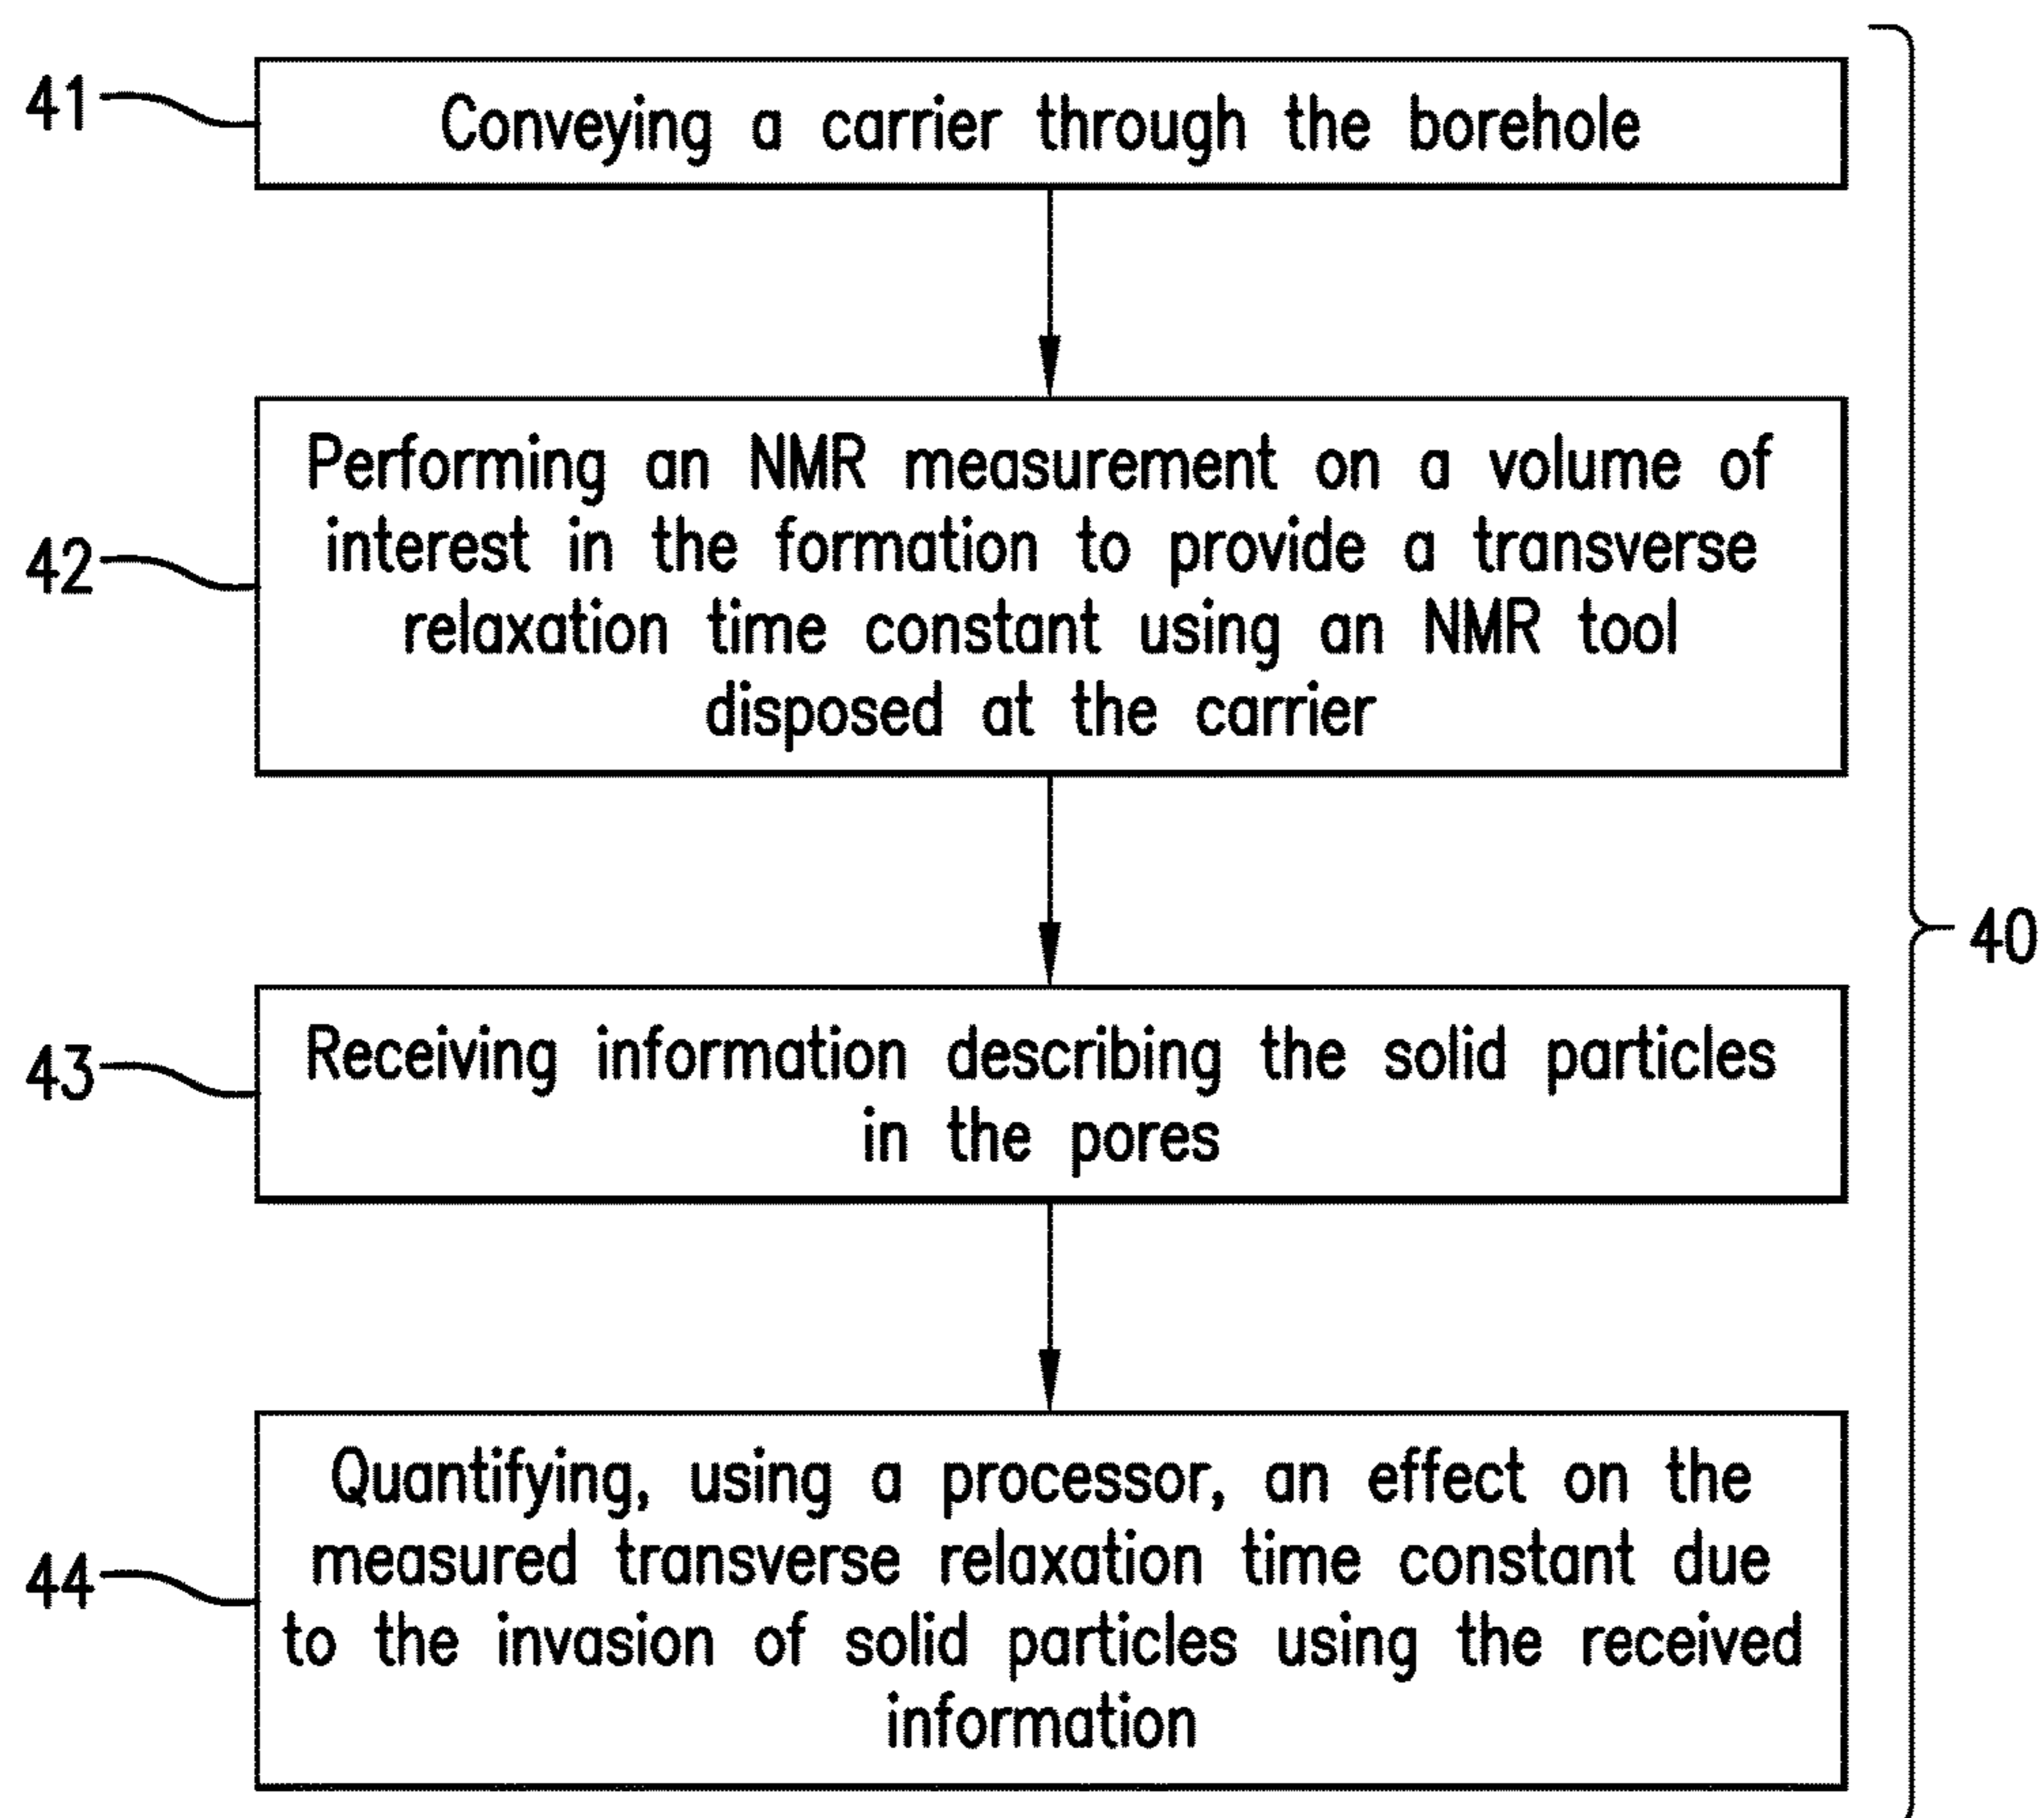 41
Conveying a carrier through the borehole
42
Performing an NMR measurement on a volume of
interest in the formation to provide a transverse
relaxation time constant using an NMR tool
disposed at the carrier
40
43
Receiving information describing the solid particles
in the pores
44
Quantifying, using a processor, an effect on the
measured transverse relaxation time constant due
to the invasion of solid particles using the received
information